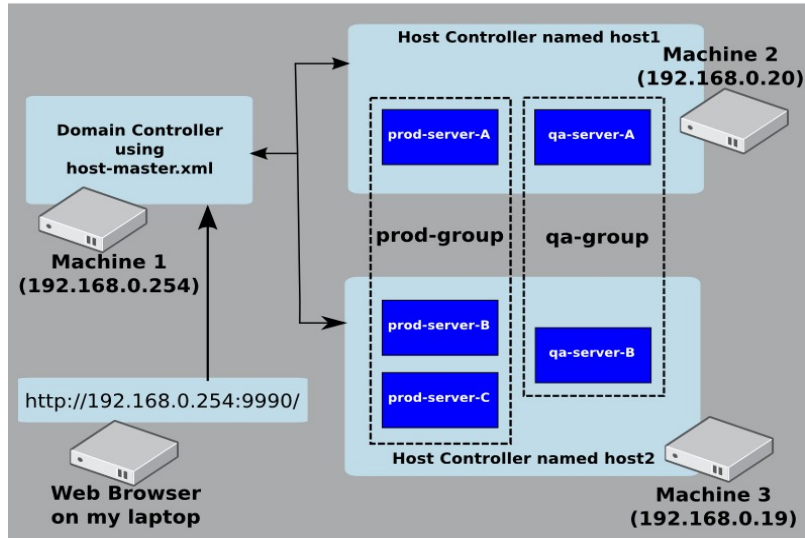 Host Controller named host1
Machine 2
(192.168.0.20)
Domain Controller
using
host-master.xml
prod-server-A
qa-server-A
Machine 1
(192.168.0.254)
prod-group
qa-group
prod-server-B
qa-server-B
prod-server-C
http://192.168.0.254:9990/
Host Controller named host2
Web Browser
on my laptop
Machine 3
(192.168.0.19)